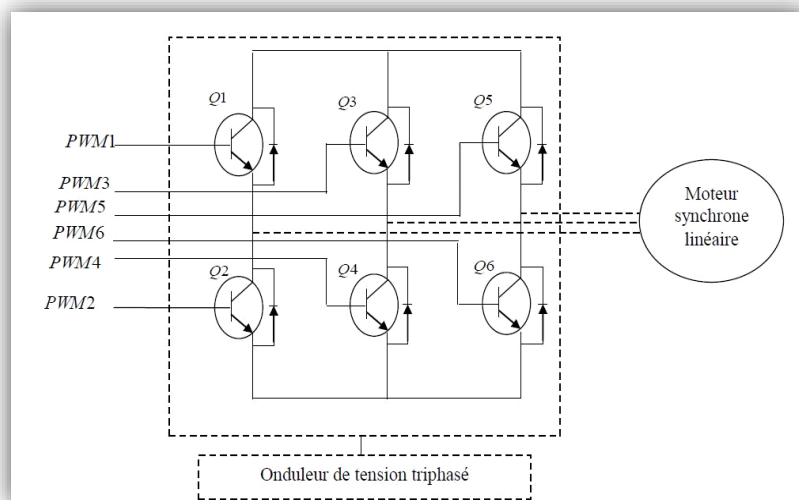 Q1
Q3
Q5
PWM1
PWM3
PWM5
PWM6
PWM4
PWM2
Q2
Q4
Q6
Moteur
synchrone
linéaire
Onduleur de tension triphasé